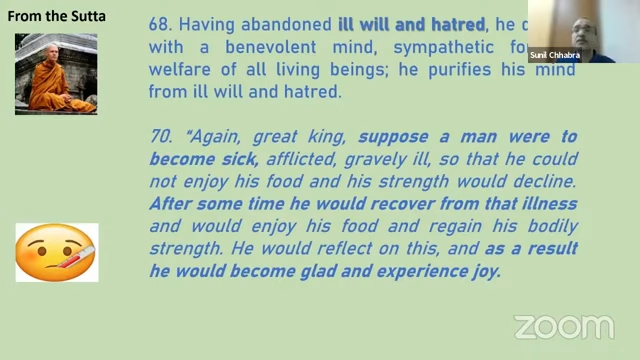 From the Sutta
68. Having abandoned ill will and hatred, he d
with a benevolent mind, sympathetic fo
welfare of all living beings; he purifies his mind
from ill will and hatred.
Sunil Chhabra
70. “Again, great king, suppose a man were to
become sick, afflicted, gravely ill, so that he could
not enjoy his food and his strength would decline.
After some time he would recover from that illness
and would enjoy his food and regain his bodily
strength. He would reflect on this, and as a result
he would become glad and experience joy.
zoom